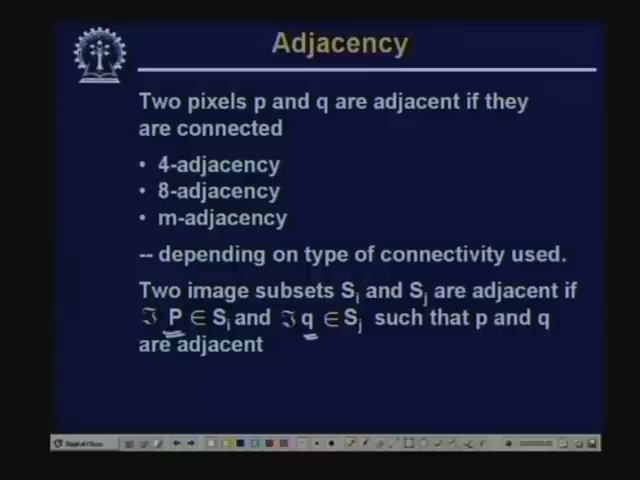 Adjacency
Two pixels p and q are adjacent if they
are connected
• 4-adjacency
• 8-adjacency
• m-adjacency
-- depending on type of connectivity used.
Two image subsets Si and Sj are adjacent if
ℑ P ∈ Si and ℑ q ∈ Sj such that p and q
are adjacent